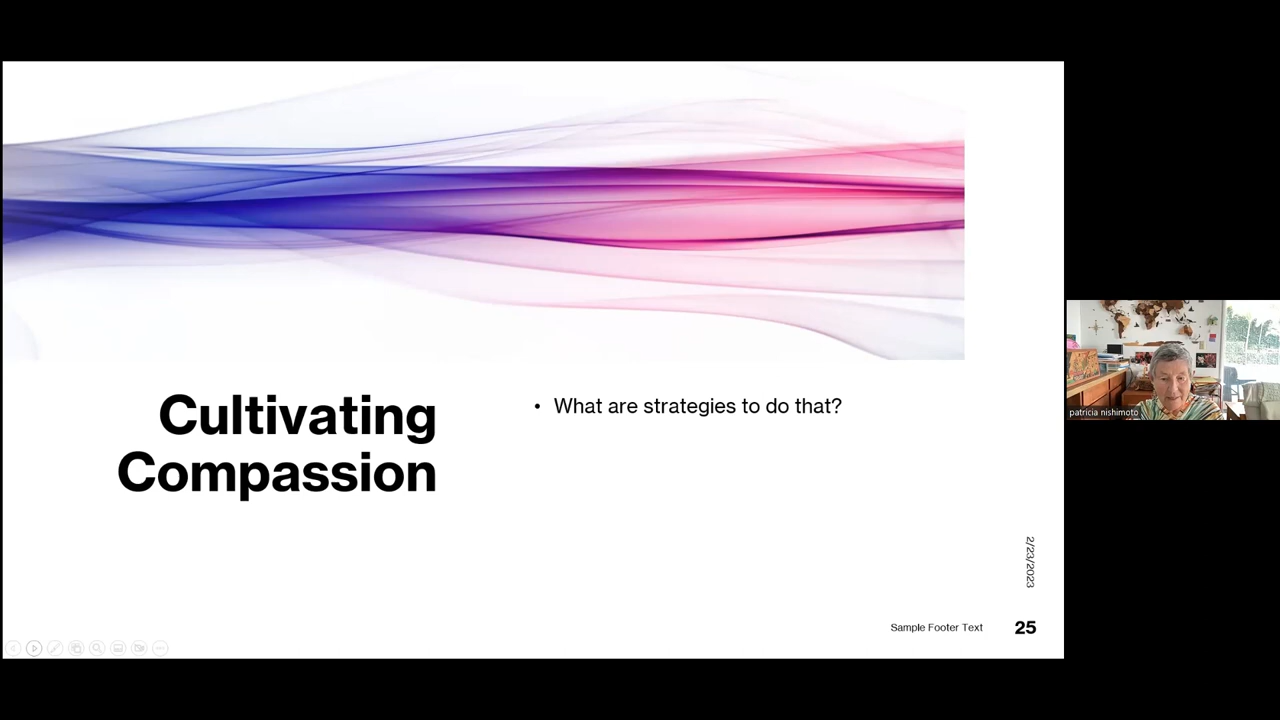 Cultivating
Compassion
• What are strategies to do that?
2/23/2023
Sample Footer Text
25
patricia nishimoto